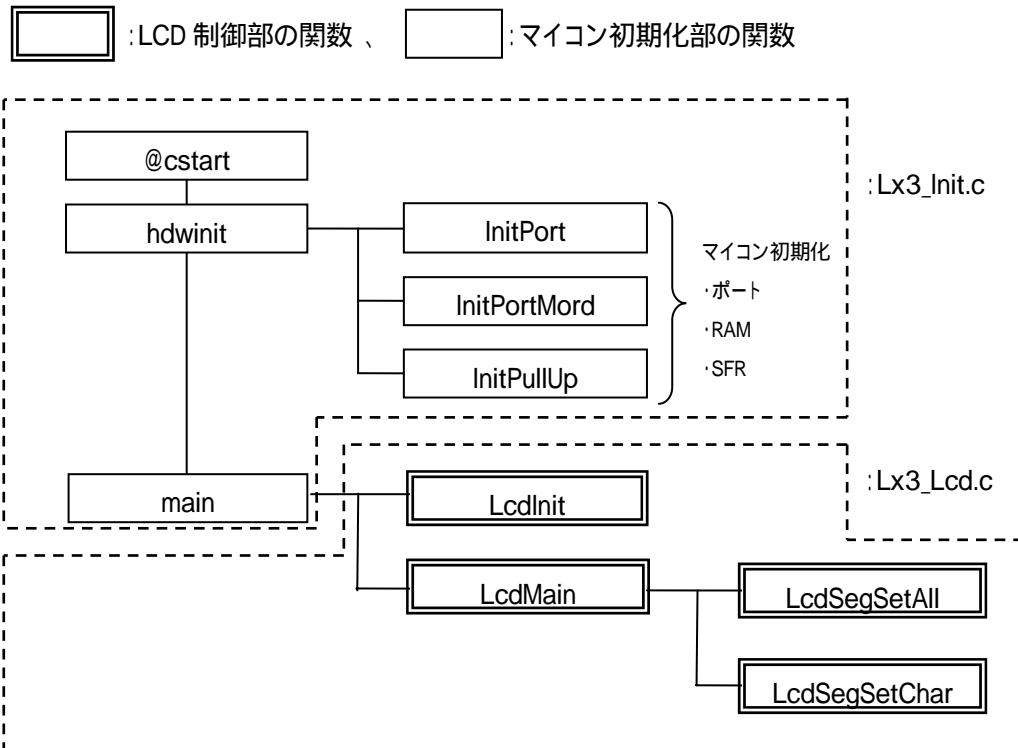 :LCD 制御部の関数 、 :マイコン初期化部の関数
@cstart
:Lx3_Init.c
hdwinit
InitPort
マイコン初期化
・ポート
InitPortMord
・RAM
・SFR
InitPullUp
:Lx3_Lcd.c
main
LcdInit
LcdMain
LcdSegSetAll
LcdSegSetChar